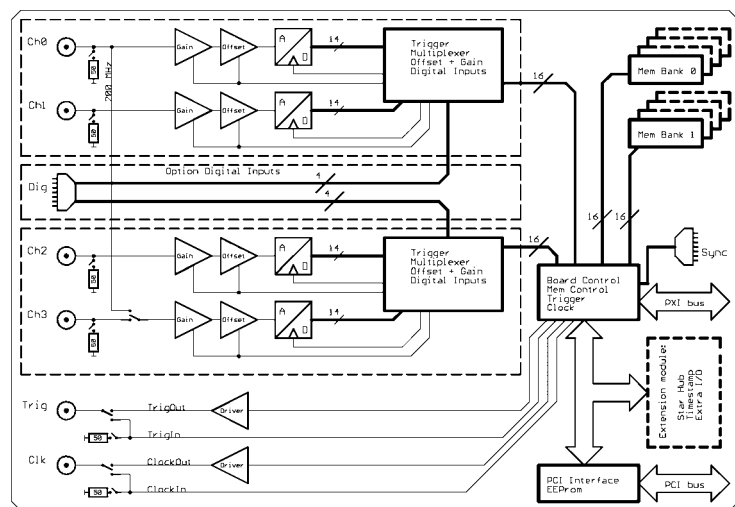 Ch0
50
200 MHz
Gain
Offset
A
D
14
Trigger
Multiplexer
Offset + Gain
Digital Inputs
16
Mem Bank 0
Ch1
50
Gain
Offset
A
D
14
Mem Bank 1
Option Digital Inputs
Dig
4
4
16
16
Sync
Ch2
50
Gain
Offset
A
D
14
Trigger
Multiplexer
Offset + Gain
Digital Inputs
16
Board Control
Mem Control
Trigger
Clock
PXI bus
Ch3
50
Gain
Offset
A
D
14
Extension module:
Star Hub
Timestamp
Extra I/O
Trig
TrigOut
Driver
50
TrigIn
Clk
ClockOut
Driver
50
ClockIn
PCI Interface
EEProm
PCI bus